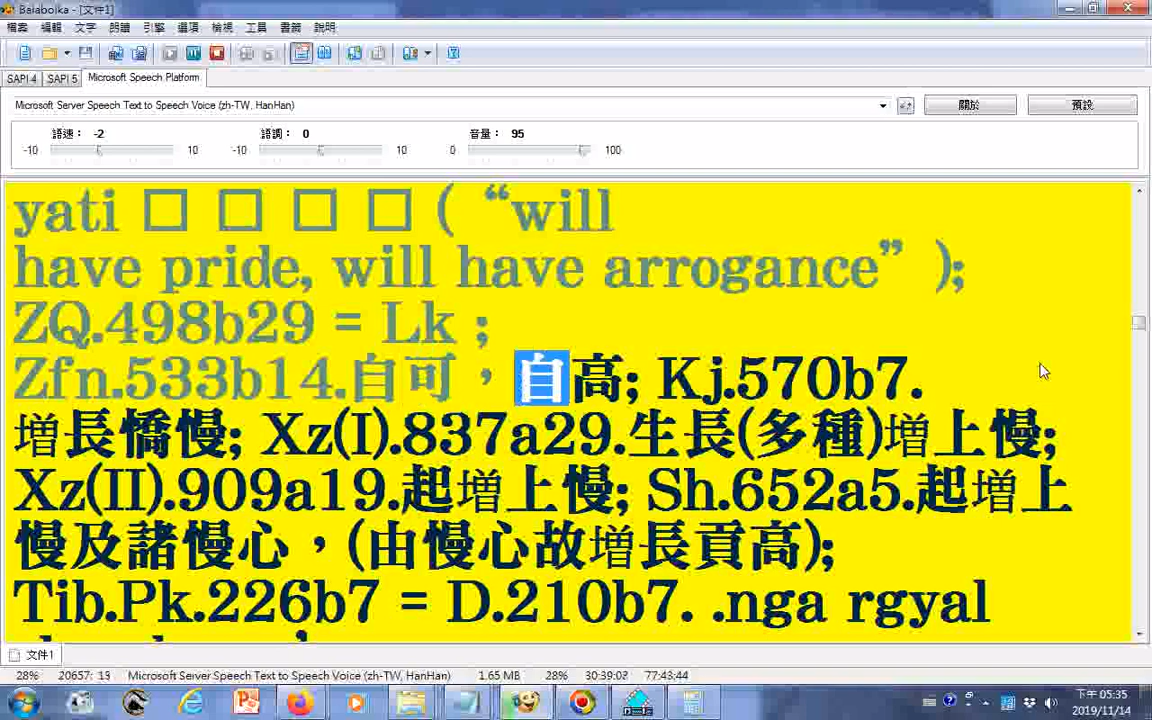 Balabolka - [文件1]
檔案 編輯 文字 朗讀 引擎 選項 檢視 工具 書籤 說明
SAPI 4 SAPI 5 Microsoft Speech Platform
Microsoft Server Speech Text to Speech Voice (zh-TW, HanHan) 關於 預設
語速： -2 語調： 0 音量： 95
-10 10 -10 10 0 100
yati □ □ □ □ ( “will
have pride, will have arrogance” );
ZQ.498b29 = Lk ;
Zfn.533b14.自可，自高; Kj.570b7.
增長憍慢; Xz(I).837a29.生長(多種)增上慢;
Xz(II).909a19.起增上慢; Sh.652a5.起增上
慢及諸慢心，(由慢心故增長貢高);
Tib.Pk.226b7 = D.210b7. .nga rgyal
文件1
28% 20657: 13 Microsoft Server Speech Text to Speech Voice (zh-TW, HanHan) 1.65 MB 28% 30:39:03 77:43:44
下午 05:35
2019/11/14